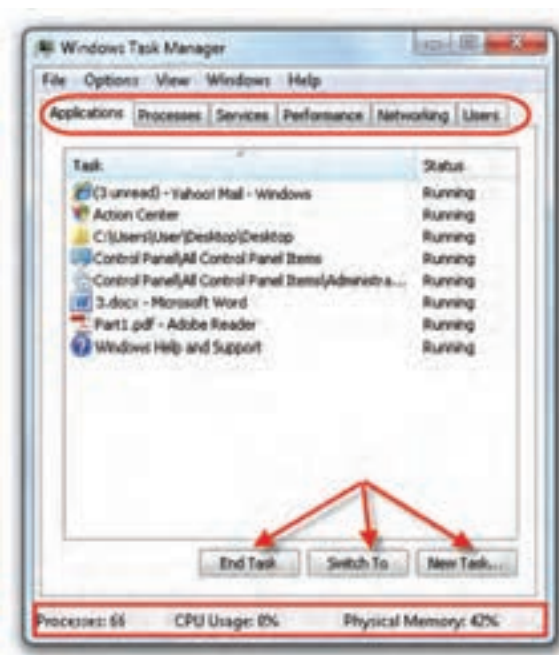 Windows Task Manager
File Options View Windows Help
Applications Processes Services Performance Networking Users
Task Status
(3 unread) - Yahoo! Mail - Windows Running
Action Center Running
C:\Users\User\Desktop\Desktop Running
Control Panel\All Control Panel Items Running
Control Panel\All Control Panel Items\Administra... Running
3.docx - Microsoft Word Running
Part1.pdf - Adobe Reader Running
Windows Help and Support Running
End Task Switch To New Task...
Processes: 66 CPU Usage: 0% Physical Memory: 42%